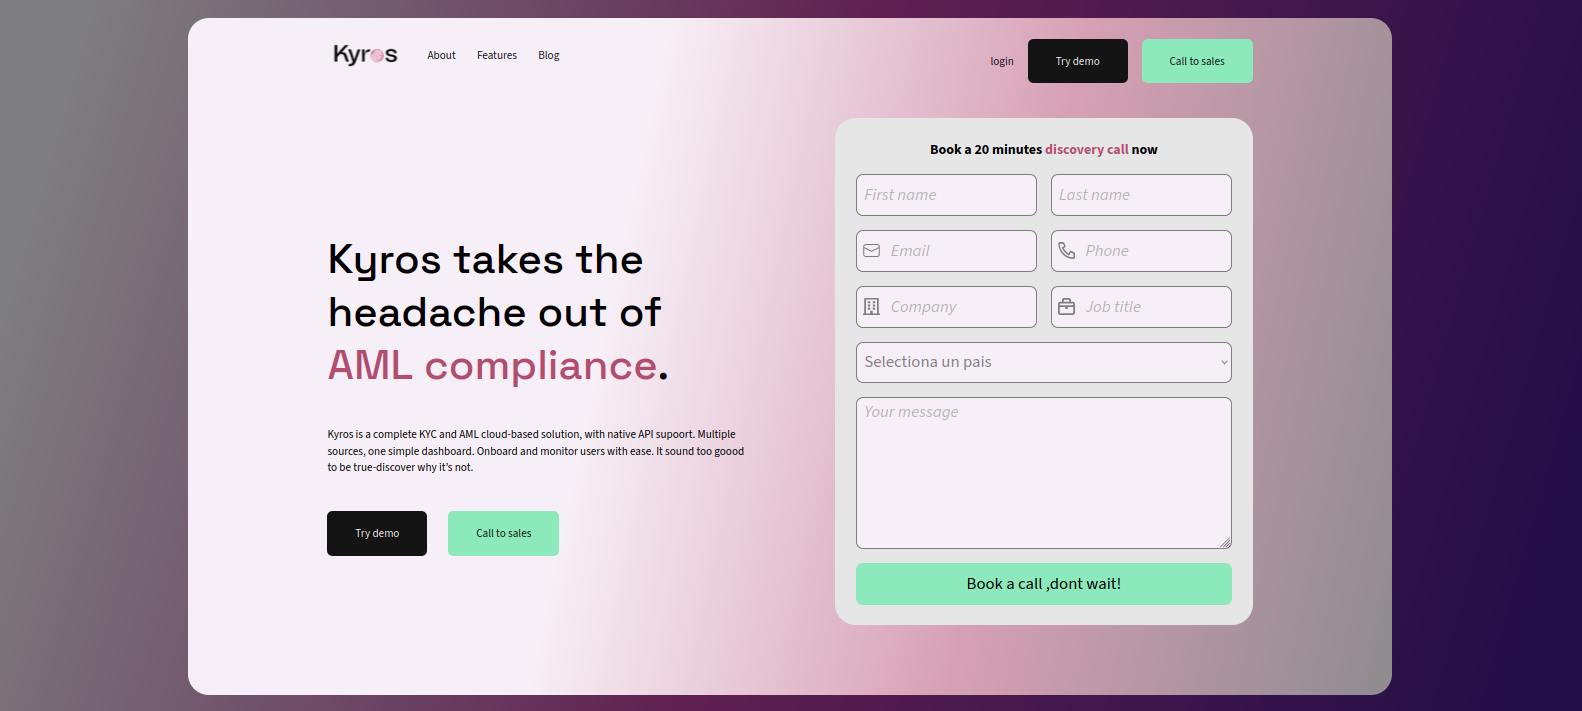 Kyros
About Features Blog
login
Try demo
Call to sales
Kyros takes the
headache out of
AML compliance.
Kyros is a complete KYC and AML cloud-based solution, with native API supoort. Multiple
sources, one simple dashboard. Onboard and monitor users with ease. It sound too goood
to be true-discover why it's not.
Try demo
Call to sales
Book a 20 minutes discovery call now
First name
Last name
Email
Phone
Company
Job title
Selectiona un pais
Your message
Book a call ,dont wait!